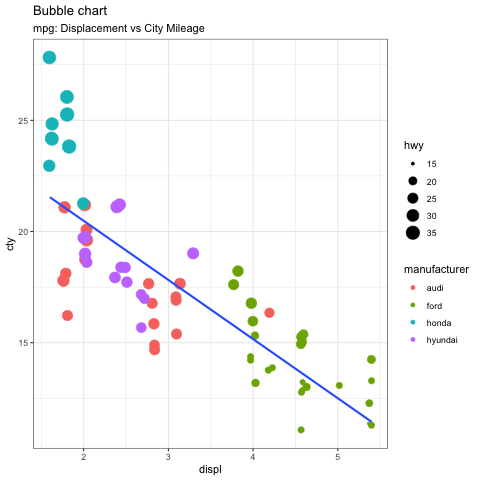 Bubble chart
mpg: Displacement vs City Mileage
25
20
15
cty
2
3
4
5
displ
hwy
15
20
25
30
35
manufacturer
audi
ford
honda
hyundai